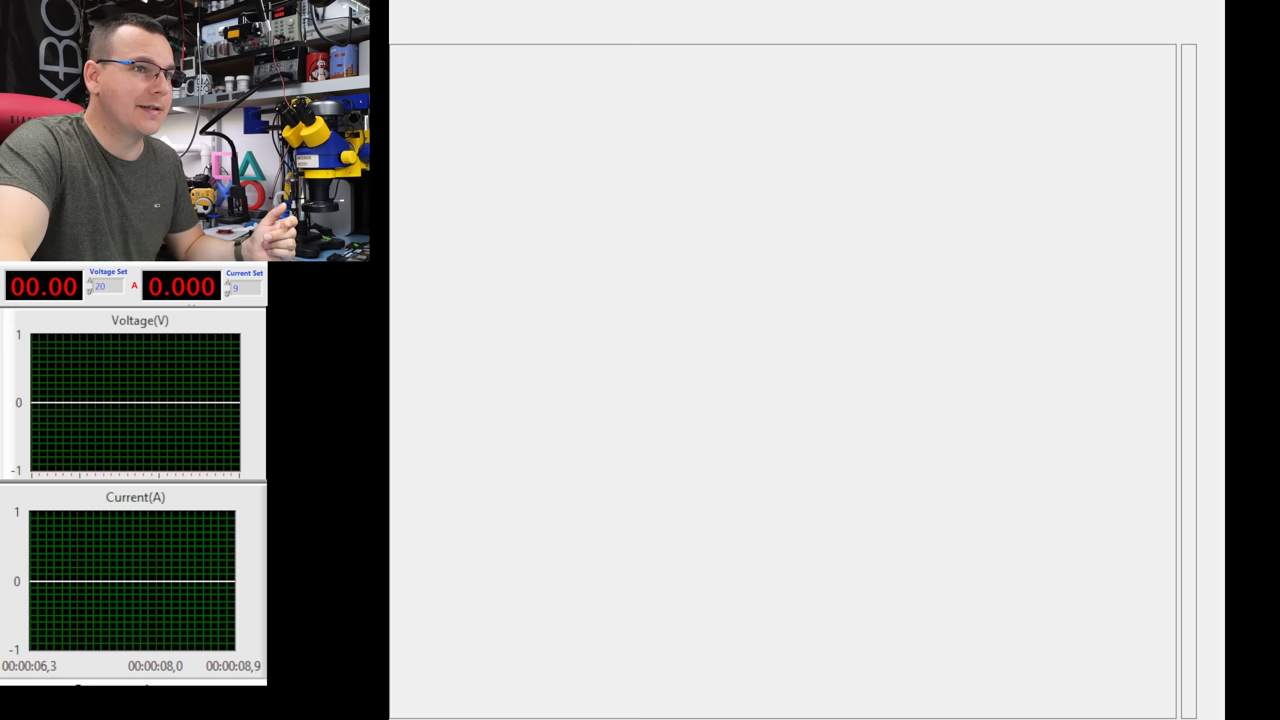 XBO
Voltage Set
00.00
20
A
0.000
Current Set
9
Voltage(V)
1
0
-1
Current(A)
1
0
-1
00:00:06,3 00:00:08,0 00:00:08,9